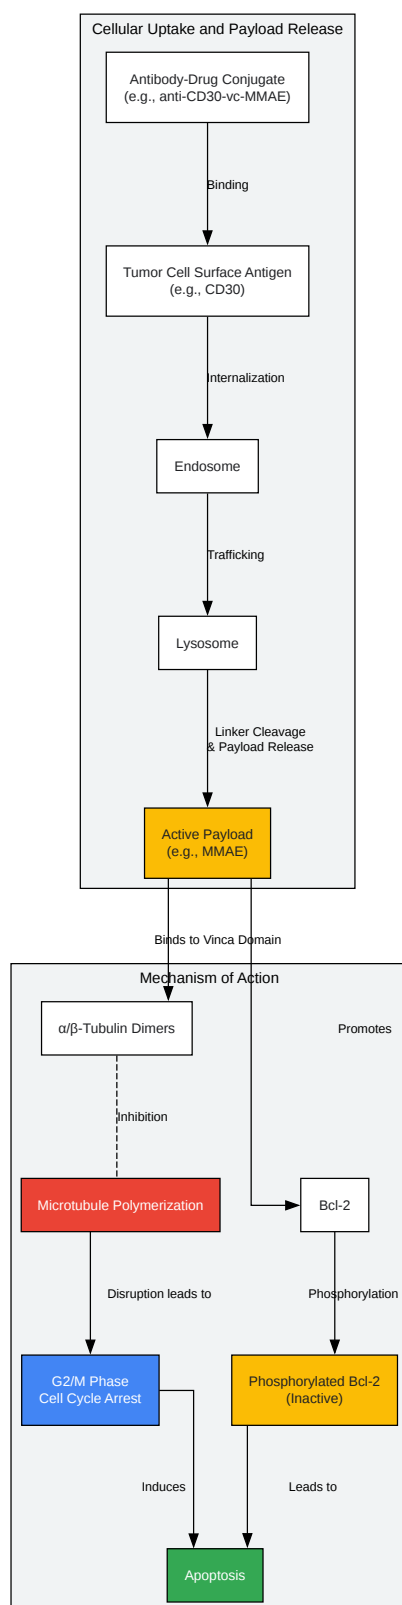 Cellular Uptake and Payload Release
Antibody-Drug Conjugate
(e.g., anti-CD30-vc-MMAE)
Binding
Tumor Cell Surface Antigen
(e.g., CD30)
Internalization
Endosome
Trafficking
Lysosome
Linker Cleavage
& Payload Release
Active Payload
(e.g., MMAE)
Binds to Vinca Domain
Mechanism of Action
α/β-Tubulin Dimers
Promotes
Inhibition
Microtubule Polymerization
Bcl-2
Disruption leads to
Phosphorylation
G2/M Phase
Cell Cycle Arrest
Phosphorylated Bcl-2
(Inactive)
Induces
Leads to
Apoptosis